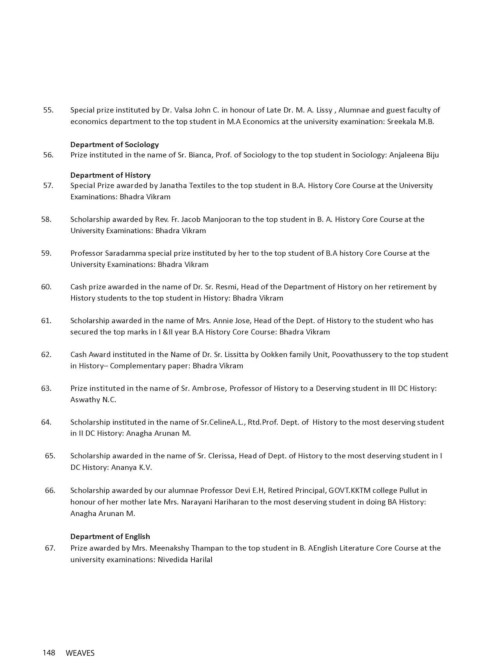 55. Special prize instituted by Dr. Valsa John C. in honour of Late Dr. M. A. Lissy , Alumnae and guest faculty of
economics department to the top student in M.A Economics at the university examination: Sreekala M.B.
Department of Sociology
56. Prize instituted in the name of Sr. Bianca, Prof. of Sociology to the top student in Sociology: Anjaleena Biju
Department of History
57. Special Prize awarded by Janatha Textiles to the top student in B.A. History Core Course at the University
Examinations: Bhadra Vikram
58. Scholarship awarded by Rev. Fr. Jacob Manjooran to the top student in B. A. History Core Course at the
University Examinations: Bhadra Vikram
59. Professor Saradamma special prize instituted by her to the top student of B.A history Core Course at the
University Examinations: Bhadra Vikram
60. Cash prize awarded in the name of Dr. Sr. Resmi, Head of the Department of History on her retirement by
History students to the top student in History: Bhadra Vikram
61. Scholarship awarded in the name of Mrs. Annie Jose, Head of the Dept. of History to the student who has
secured the top marks in I &II year B.A History Core Course: Bhadra Vikram
62. Cash Award instituted in the Name of Dr. Sr. Lissitta by Ookken family Unit, Poovathussery to the top student
in History– Complementary paper: Bhadra Vikram
63. Prize instituted in the name of Sr. Ambrose, Professor of History to a Deserving student in III DC History:
Aswathy N.C.
64. Scholarship instituted in the name of Sr.CelineA.L., Rtd.Prof. Dept. of History to the most deserving student
in II DC History: Anagha Arunan M.
65. Scholarship awarded in the name of Sr. Clerissa, Head of Dept. of History to the most deserving student in I
DC History: Ananya K.V.
66. Scholarship awarded by our alumnae Professor Devi E.H, Retired Principal, GOVT.KKTM college Pullut in
honour of her mother late Mrs. Narayani Hariharan to the most deserving student in doing BA History:
Anagha Arunan M.
Department of English
67. Prize awarded by Mrs. Meenakshy Thampan to the top student in B. AEnglish Literature Core Course at the
university examinations: Nivedida Harilal
148 WEAVES